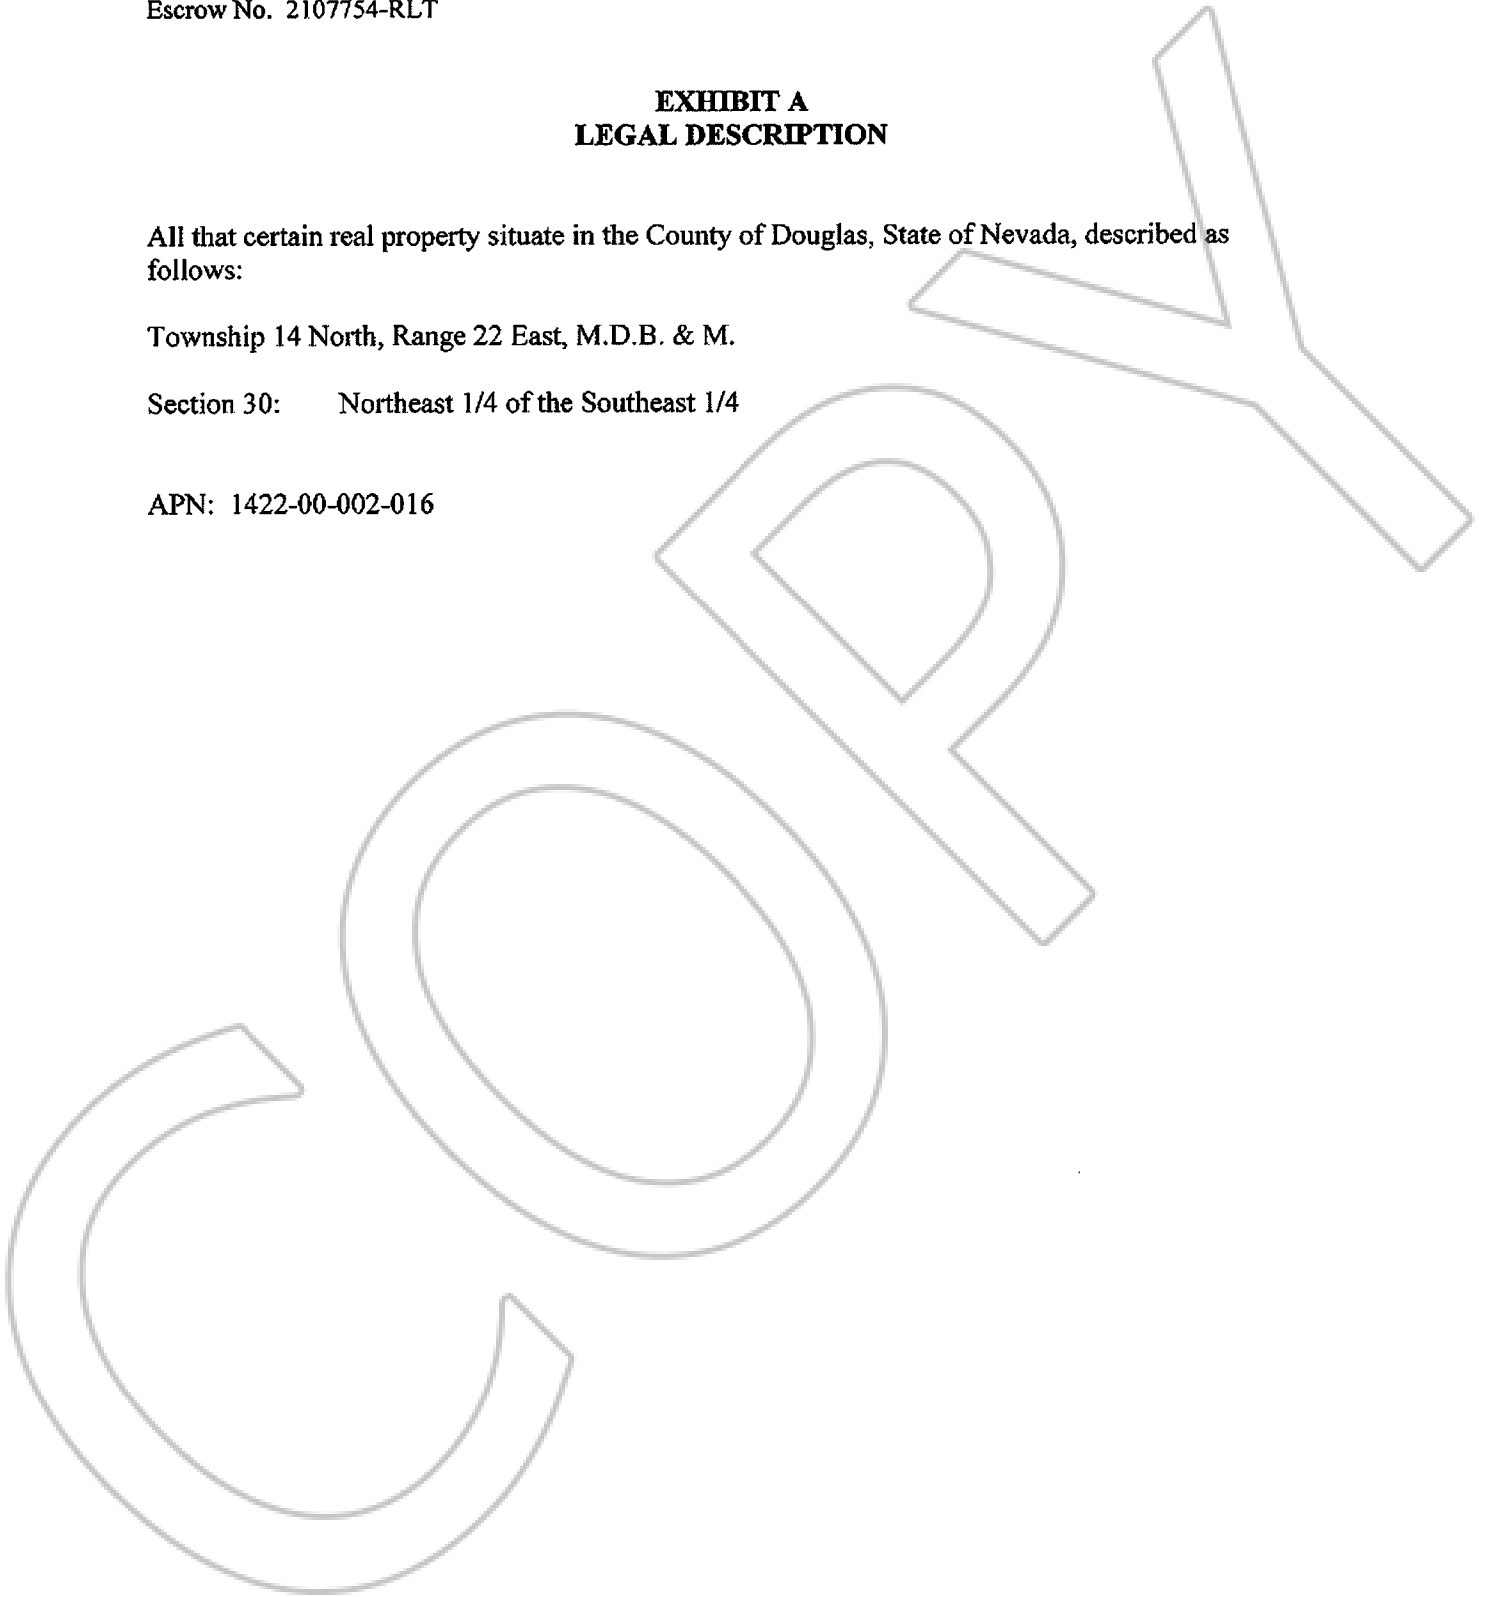 Escrow No. 2107754-RLT
EXHIBIT A
LEGAL DESCRIPTION
All that certain real property situate in the County of Douglas, State of Nevada, described as
follows:
Township 14 North, Range 22 East, M.D.B. & M.
Section 30: Northeast 1/4 of the Southeast 1/4
APN: 1422-00-002-016
COPY